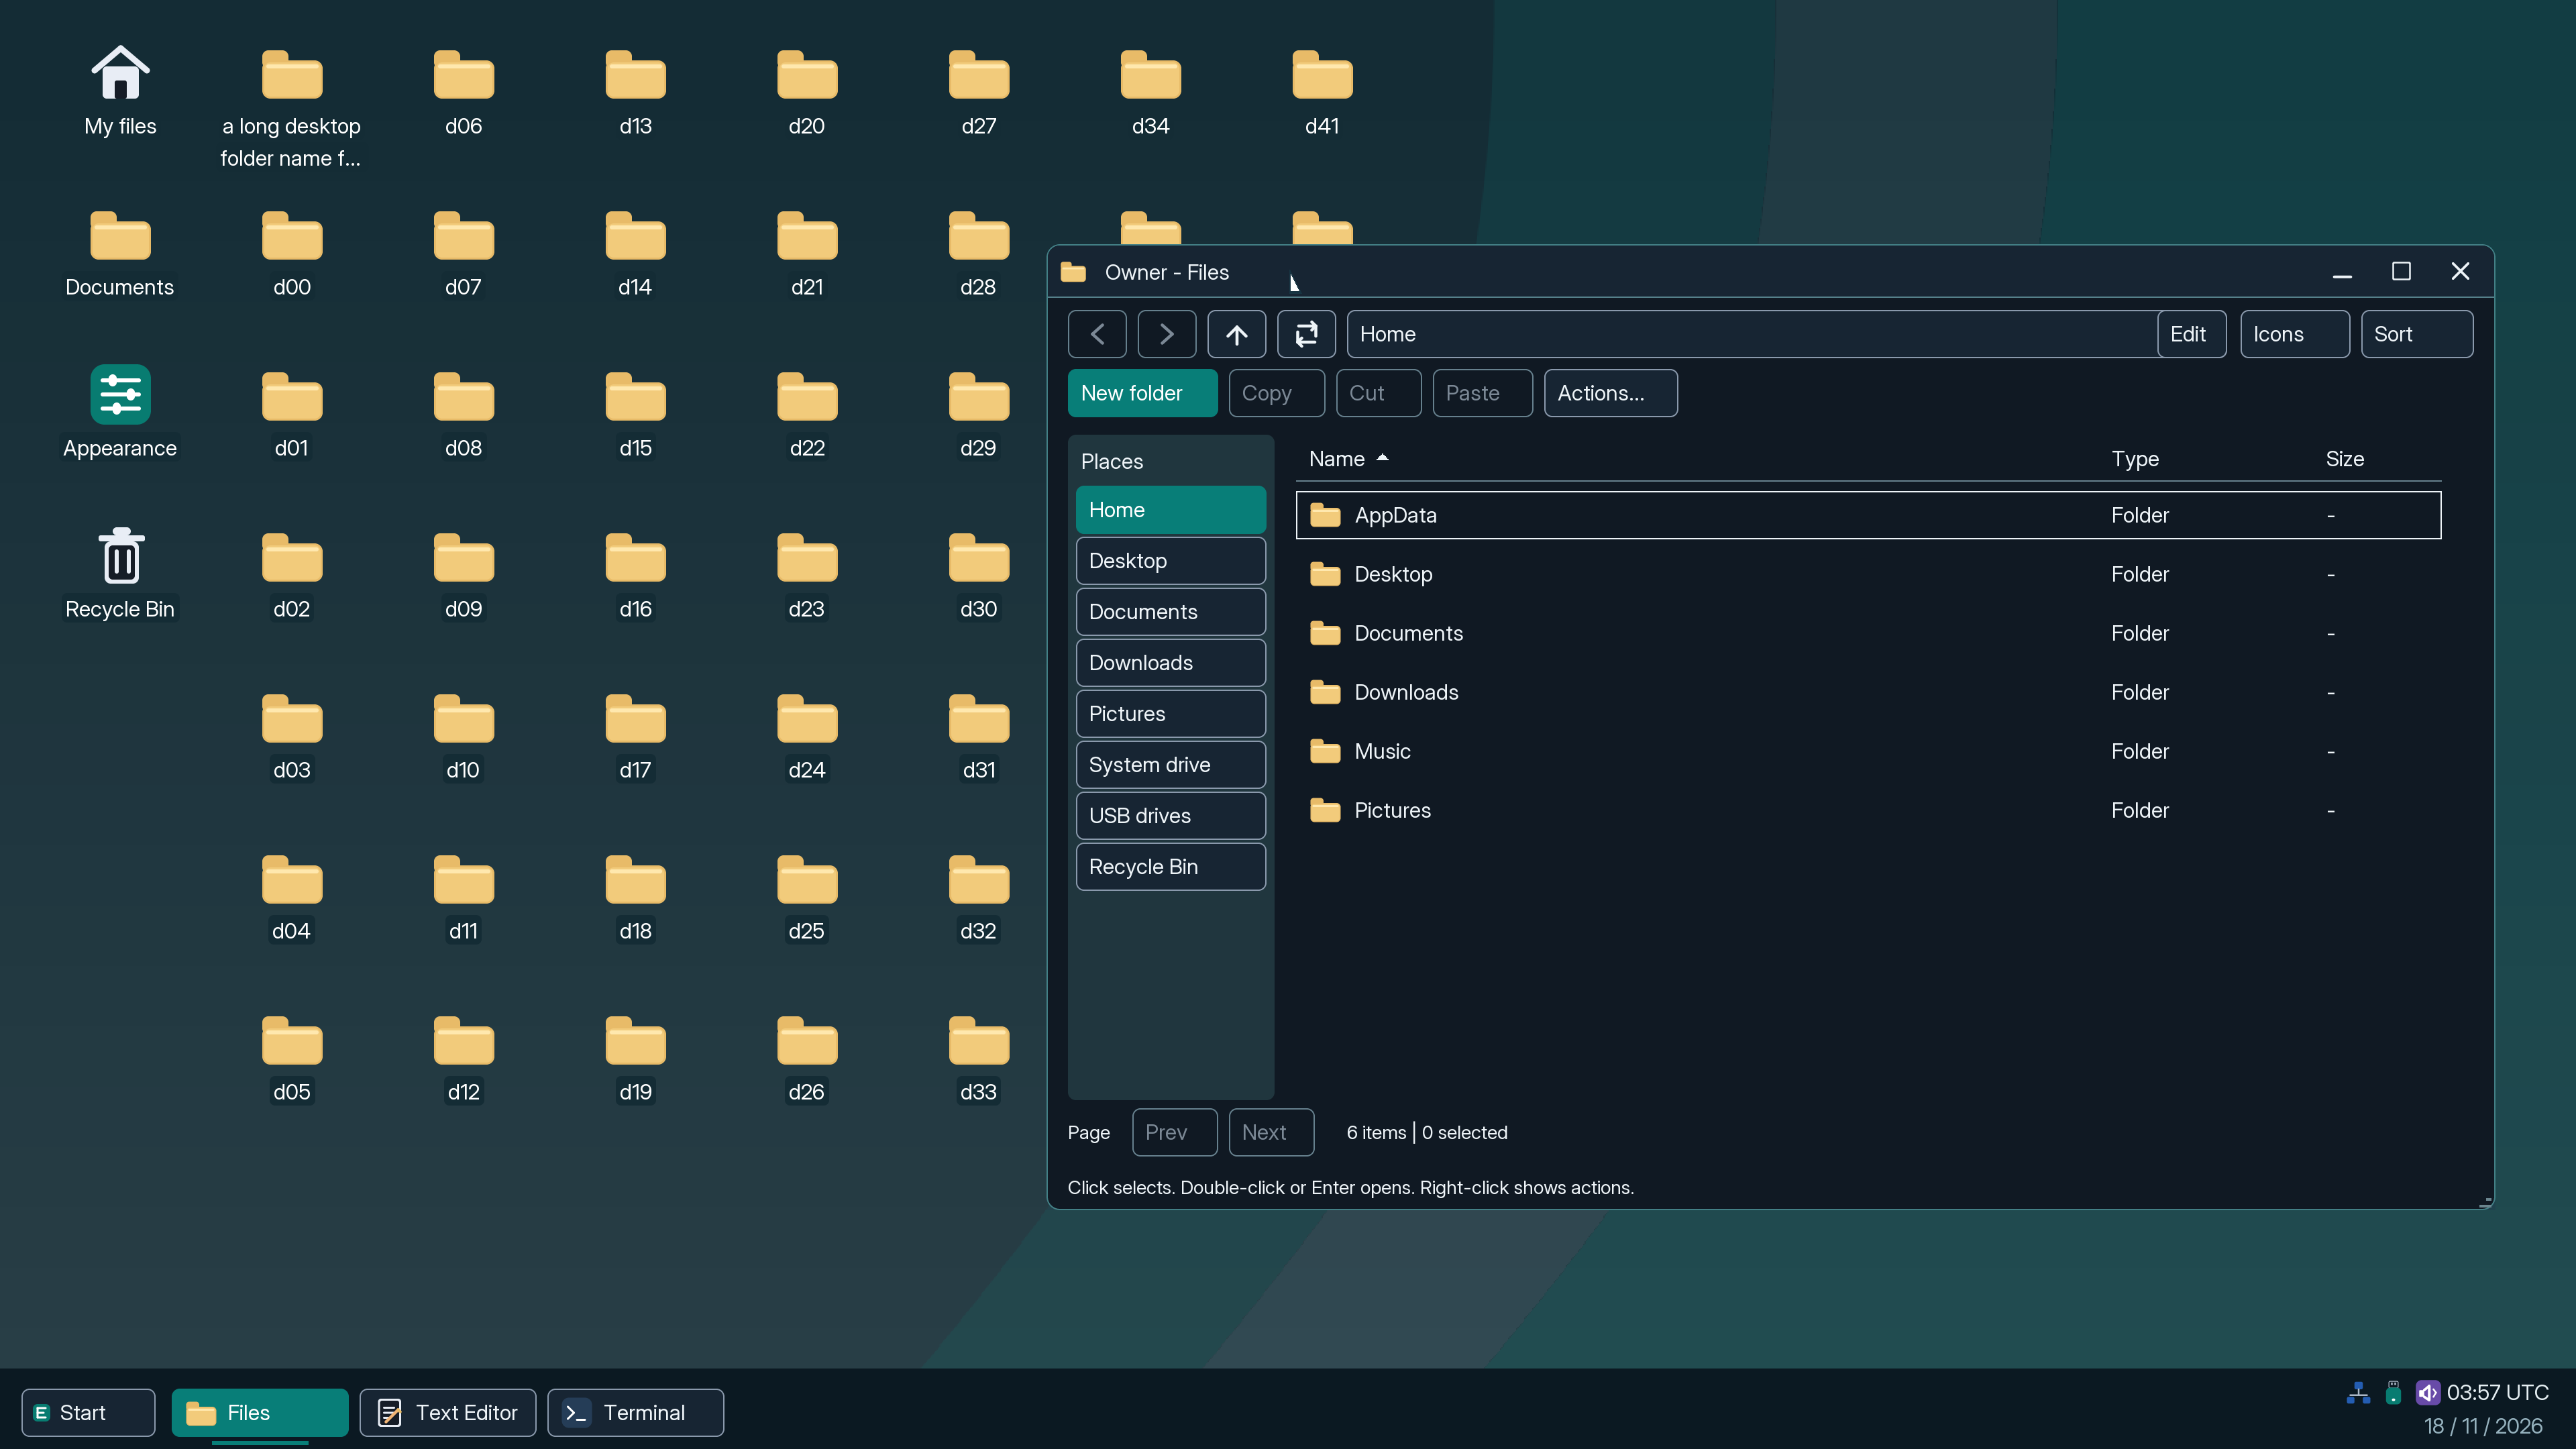 My files
a long desktop
folder name f...
d06
d13
d20
d27
d34
d41
Documents
d00
d07
d14
d21
d28
Appearance
d01
d08
d15
d22
d29
Recycle Bin
d02
d09
d16
d23
d30
d03
d10
d17
d24
d31
d04
d11
d18
d25
d32
d05
d12
d19
d26
d33
Owner - Files
Home
Edit
Icons
Sort
New folder
Copy
Cut
Paste
Actions...
Places
Home
Desktop
Documents
Downloads
Pictures
System drive
USB drives
Recycle Bin
Name Type Size
AppData Folder -
Desktop Folder -
Documents Folder -
Downloads Folder -
Music Folder -
Pictures Folder -
Page
Prev
Next
6 items | 0 selected
Click selects. Double-click or Enter opens. Right-click shows actions.
E Start
Files
Text Editor
Terminal
03:57 UTC
18 / 11 / 2026